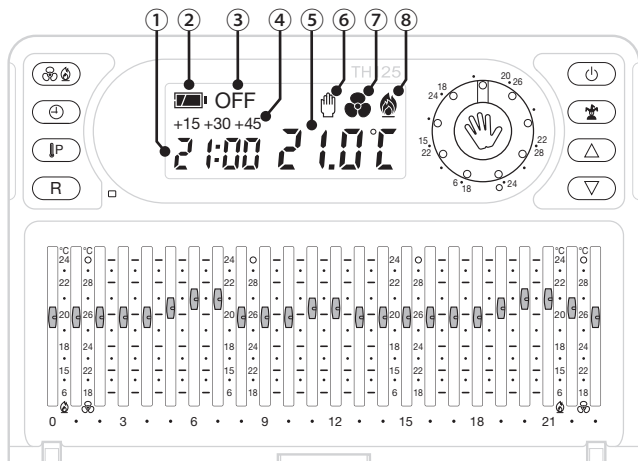 ① ② ③ ④ ⑤ ⑥ ⑦ ⑧
TH 25
OFF
+15 +30 +45
21:00 21.0°C
P
R
20 26
18 24
15 22
22 28
6 18
24
°C °C °C °C
24 24 24 24
28 28 28 28
22 22 22 22
20 26 20 26 20 26 20 26
18 24 18 24 18 24 18 24
15 22 15 22 15 22 15 22
6 18 6 18 6 18 6 18
0 · · 3 · · 6 · · 9 · · 12 · · 15 · · 18 · · 21 · ·